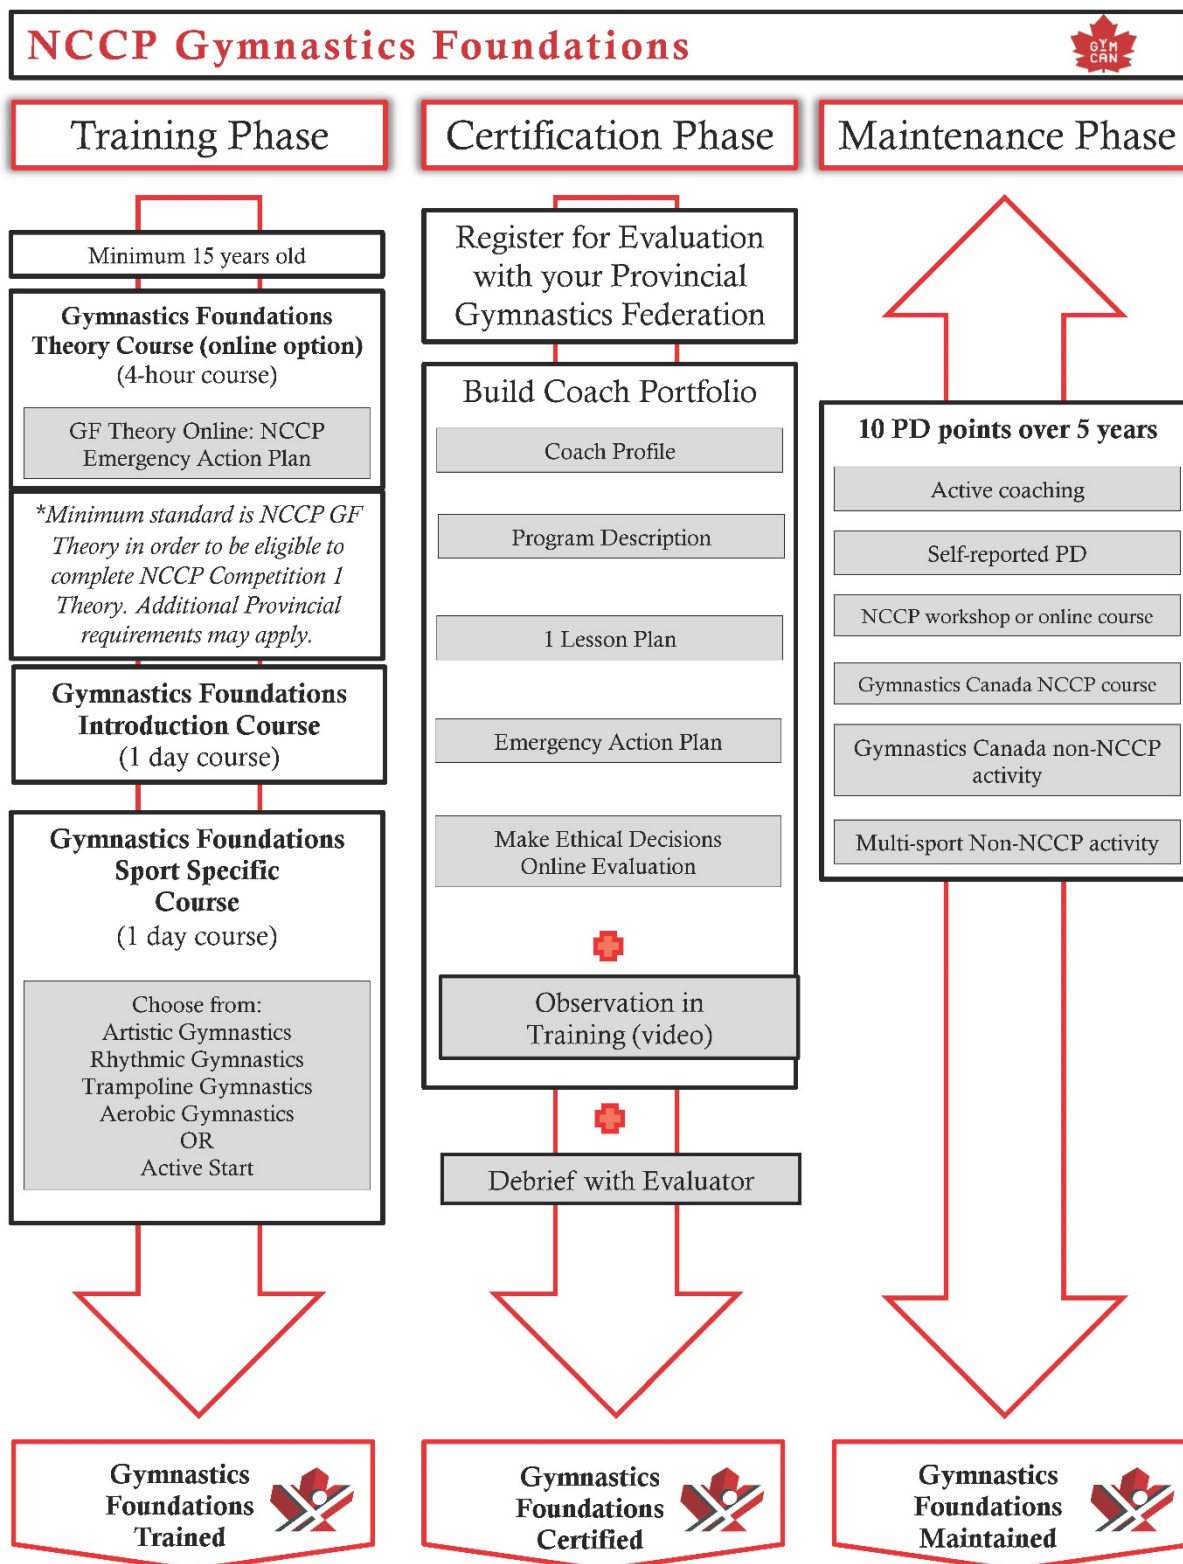 NCCP Gymnastics Foundations
GYM
CAN
Training Phase
Minimum 15 years old
Gymnastics Foundations
Theory Course (online option)
(4-hour course)
GF Theory Online: NCCP
Emergency Action Plan
*Minimum standard is NCCP GF
Theory in order to be eligible to
complete NCCP Competition 1
Theory. Additional Provincial
requirements may apply.
Gymnastics Foundations
Introduction Course
(1 day course)
Gymnastics Foundations
Sport Specific
Course
(1 day course)
Choose from:
Artistic Gymnastics
Rhythmic Gymnastics
Trampoline Gymnastics
Aerobic Gymnastics
OR
Active Start
Gymnastics
Foundations
Trained
Certification Phase
Register for Evaluation
with your Provincial
Gymnastics Federation
Build Coach Portfolio
Coach Profile
Program Description
1 Lesson Plan
Emergency Action Plan
Make Ethical Decisions
Online Evaluation
Observation in
Training (video)
Debrief with Evaluator
Gymnastics
Foundations
Certified
Maintenance Phase
10 PD points over 5 years
Active coaching
Self-reported PD
NCCP workshop or online course
Gymnastics Canada NCCP course
Gymnastics Canada non-NCCP
activity
Multi-sport Non-NCCP activity
Gymnastics
Foundations
Maintained